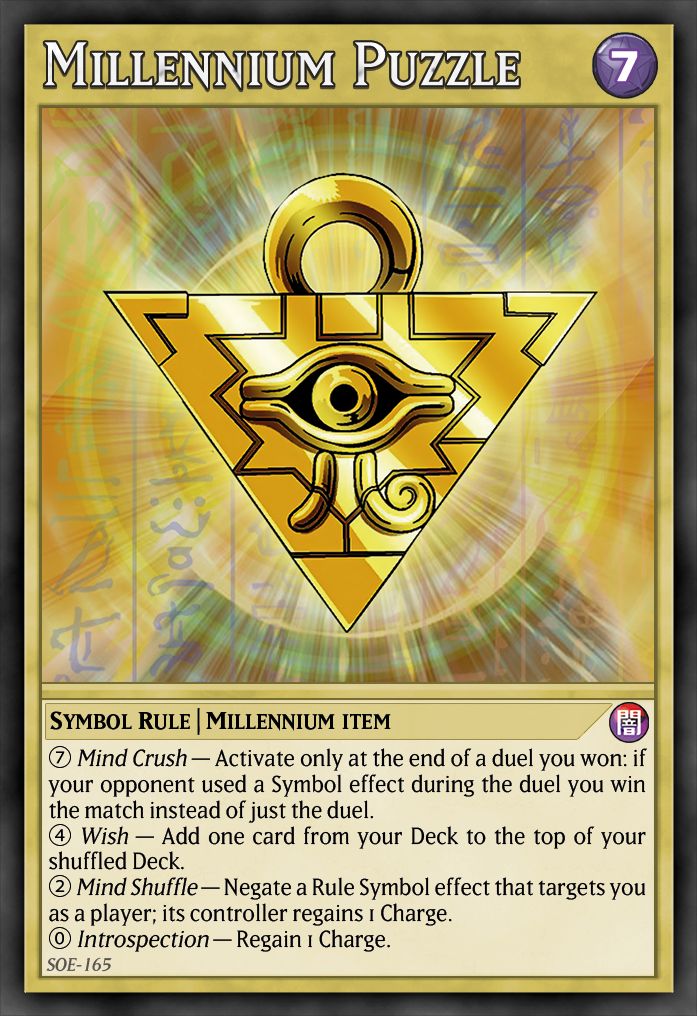 Millennium Puzzle
7
Symbol Rule | Millennium item
闇
⑦ Mind Crush — Activate only at the end of a duel you won: if
your opponent used a Symbol effect during the duel you win
the match instead of just the duel.
④ Wish — Add one card from your Deck to the top of your
shuffled Deck.
② Mind Shuffle — Negate a Rule Symbol effect that targets you
as a player; its controller regains 1 Charge.
⓪ Introspection — Regain 1 Charge.
SOE-165